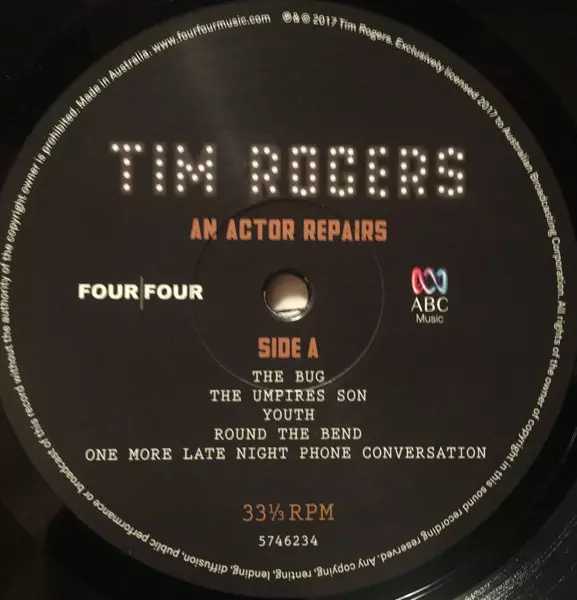 Made in Australia. www.fourfourmusic.com ℗ & © 2017 Tim Rogers, Exclusively licensed 2017 to Australian Broadcasting Corporation. All rights of the owner of copyright in this sound recording reserved. Any copying, renting, lending, diffusion, public performance or broadcast of this record without the authority of the copyright owner is prohibited.
TIM ROGERS
AN ACTOR REPAIRS
FOUR|FOUR
ABC
Music
SIDE A
THE BUG
THE UMPIRES SON
YOUTH
ROUND THE BEND
ONE MORE LATE NIGHT PHONE CONVERSATION
33⅓ RPM
5746234